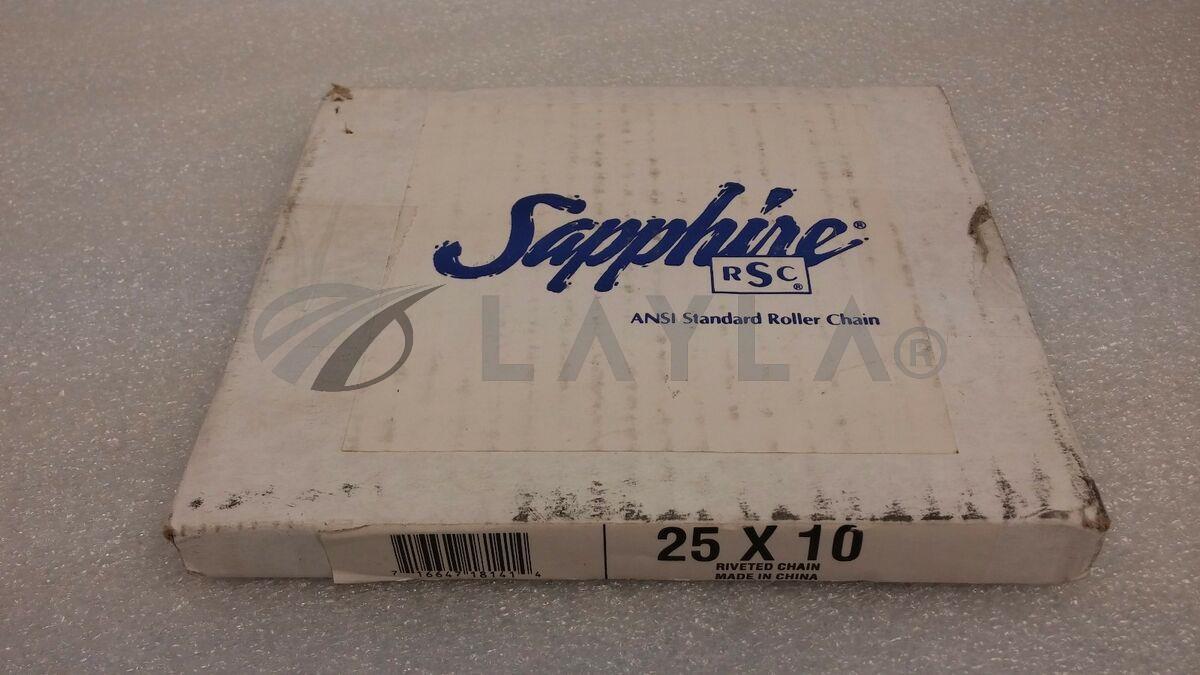 Sapphire®
RSC®
ANSI Standard Roller Chain
LAYLA®
7 16647 18141 4
25 X 10
RIVETED CHAIN
MADE IN CHINA